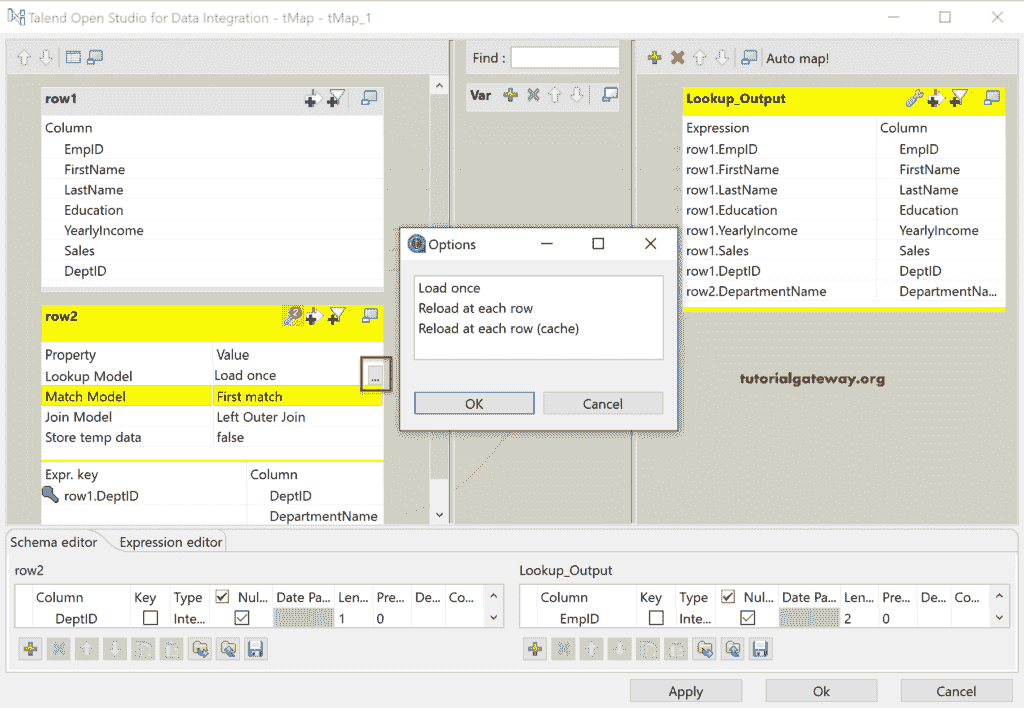 Talend Open Studio for Data Integration - tMap - tMap_1
Find :
Auto map!
row1
Column
EmpID
FirstName
LastName
Education
YearlyIncome
Sales
DeptID
row2
Property Value
Lookup Model Load once ...
Match Model First match
Join Model Left Outer Join
Store temp data false
Expr. key Column
row1.DeptID DeptID
DepartmentName
Var
Options
Load once
Reload at each row
Reload at each row (cache)
OK Cancel
Lookup_Output
Expression Column
row1.EmpID EmpID
row1.FirstName FirstName
row1.LastName LastName
row1.Education Education
row1.YearlyIncome YearlyIncome
row1.Sales Sales
row1.DeptID DeptID
row2.DepartmentName DepartmentNa...
tutorialgateway.org
Schema editor Expression editor
row2
Column Key Type Nul... Date Pa... Len... Pre... De... Co...
DeptID Inte... 1 0
Lookup_Output
Column Key Type Nul... Date Pa... Len... Pre... De... Co...
EmpID Inte... 2 0
Apply Ok Cancel